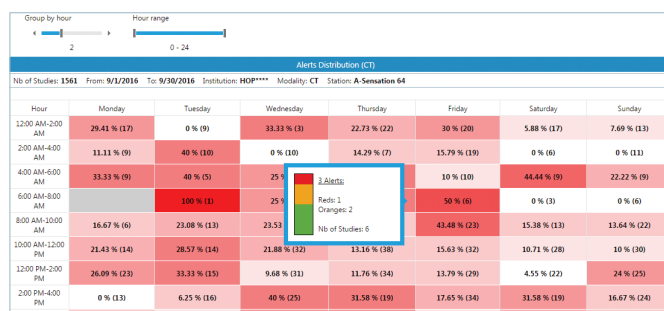 Group by hour Hour range
2 0 - 24
Alerts Distribution (CT)
Nb of Studies: 1561 From: 9/1/2016 To: 9/30/2016 Institution: HOP**** Modality: CT Station: A-Sensation 64
Hour Monday Tuesday Wednesday Thursday Friday Saturday Sunday
12:00 AM-2:00 AM 29.41 % (17) 0 % (9) 33.33 % (3) 22.73 % (22) 30 % (20) 5.88 % (17) 7.69 % (13)
2:00 AM-4:00 AM 11.11 % (9) 40 % (10) 0 % (10) 14.29 % (7) 15.79 % (19) 0 % (6) 0 % (11)
4:00 AM-6:00 AM 33.33 % (9) 40 % (5) 25 10 % (10) 44.44 % (9) 22.22 % (9)
6:00 AM-8:00 AM 100 % (1) 25 50 % (6) 0 % (3) 0 % (6)
8:00 AM-10:00 AM 16.67 % (6) 23.08 % (13) 23.53 43.48 % (23) 15.38 % (13) 13.64 % (22)
10:00 AM-12:00 PM 21.43 % (14) 28.57 % (14) 21.88 % (32) 13.16 % (38) 15.63 % (32) 10.71 % (28) 10 % (30)
12:00 PM-2:00 PM 26.09 % (23) 33.33 % (15) 9.68 % (31) 11.76 % (34) 13.79 % (29) 4.55 % (22) 24 % (25)
2:00 PM-4:00 PM 0 % (13) 6.25 % (16) 40 % (25) 31.58 % (19) 17.65 % (34) 31.58 % (19) 16.67 % (24)
3 Alerts:
Reds: 1
Oranges: 2
Nb of Studies: 6